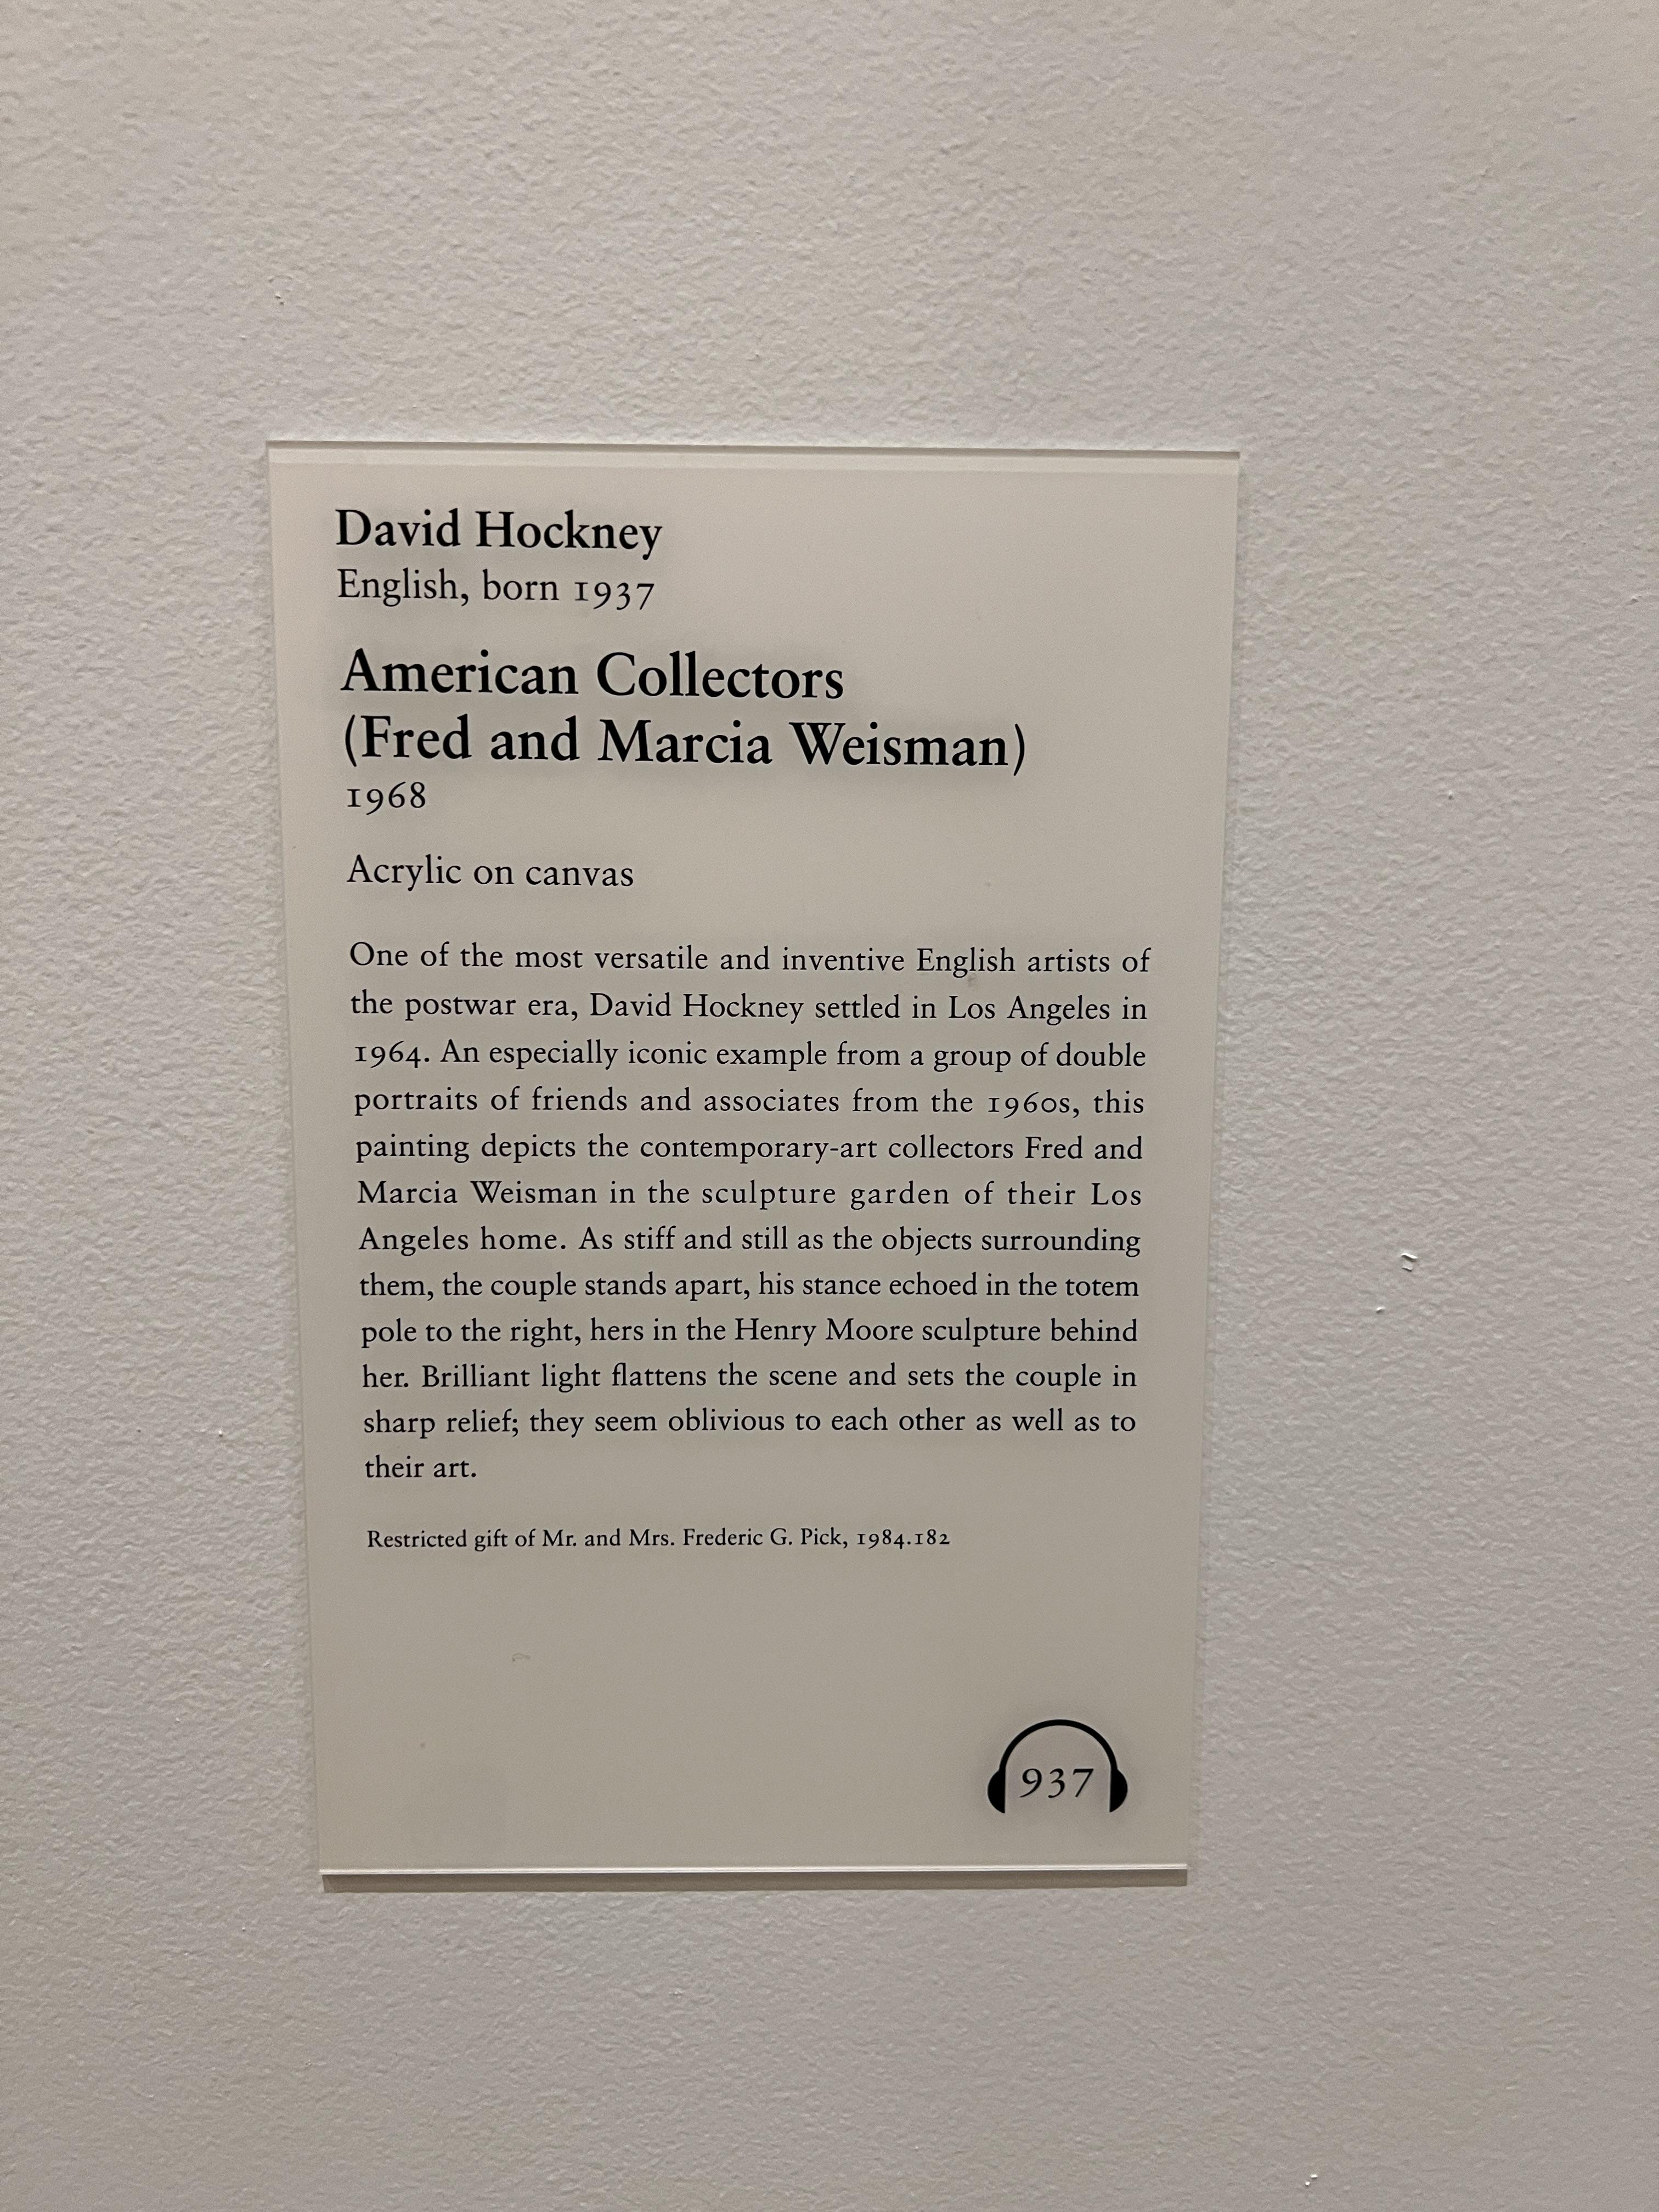 David Hockney
English, born 1937
American Collectors
(Fred and Marcia Weisman)
1968
Acrylic on canvas
One of the most versatile and inventive English artists of
the postwar era, David Hockney settled in Los Angeles in
1964. An especially iconic example from a group of double
portraits of friends and associates from the 1960s, this
painting depicts the contemporary-art collectors Fred and
Marcia Weisman in the sculpture garden of their Los
Angeles home. As stiff and still as the objects surrounding
them, the couple stands apart, his stance echoed in the totem
pole to the right, hers in the Henry Moore sculpture behind
her. Brilliant light flattens the scene and sets the couple in
sharp relief; they seem oblivious to each other as well as to
their art.
Restricted gift of Mr. and Mrs. Frederic G. Pick, 1984.182
937